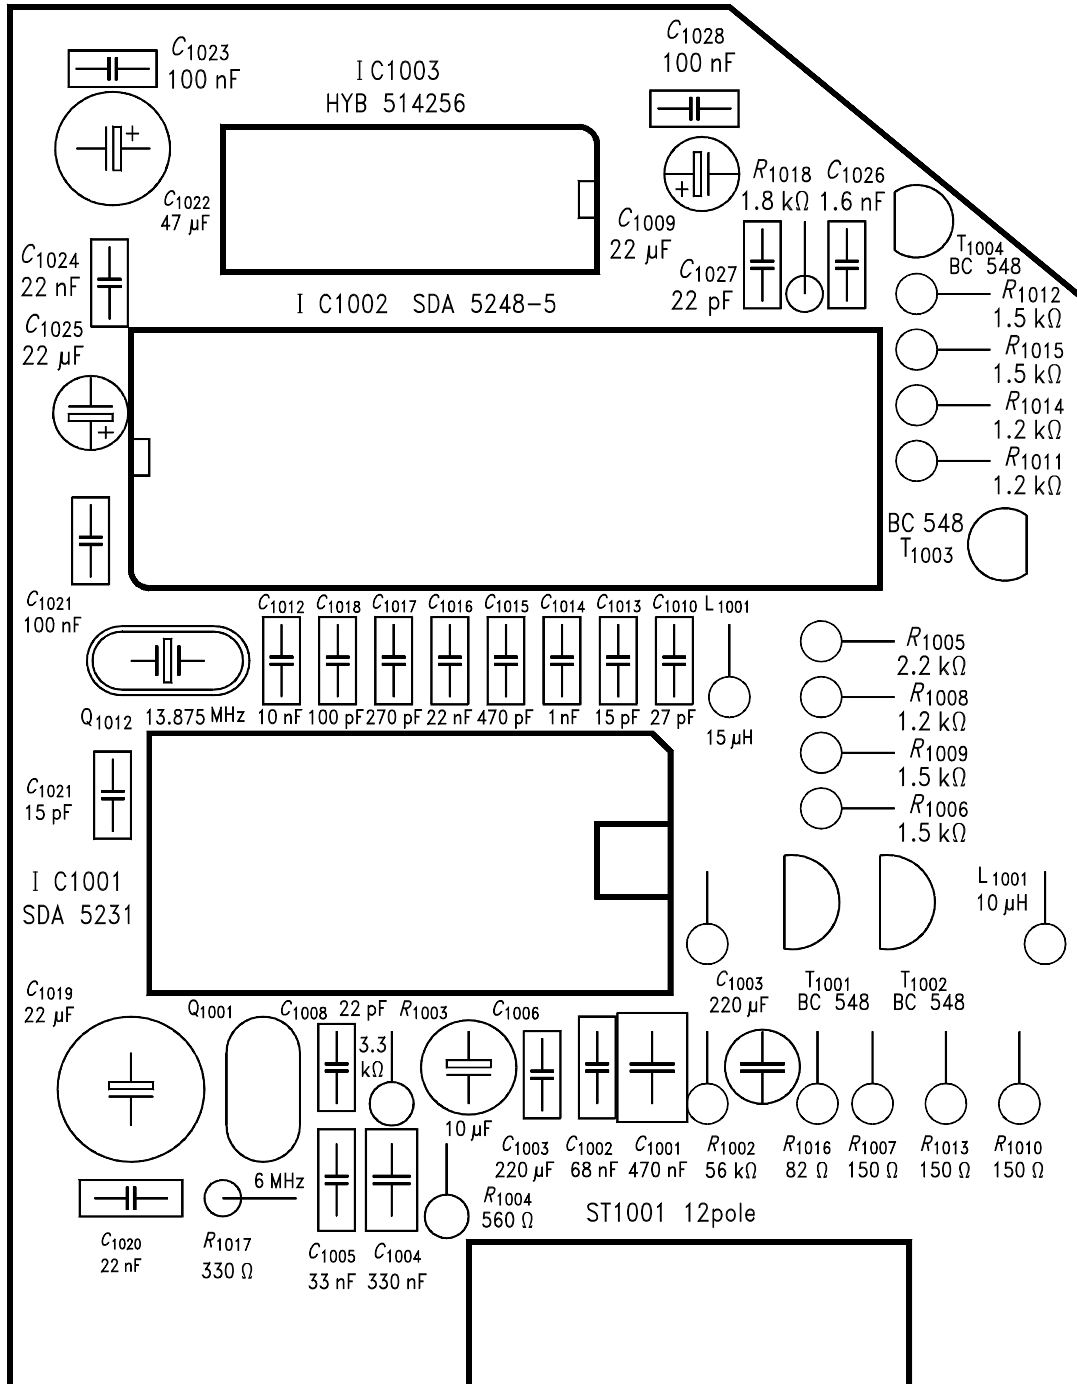 C1023
100 nF
I C1003
HYB 514256
C1028
100 nF
+
C1022
47 µF
+
C1009
22 µF
R1018
1.8 kΩ
C1026
1.6 nF
C1027
22 pF
T1004
BC 548
C1024
22 nF
I C1002 SDA 5248-5
R1012
1.5 kΩ
C1025
22 µF
R1015
1.5 kΩ
+
R1014
1.2 kΩ
R1011
1.2 kΩ
BC 548
T1003
C1021
100 nF
C1012 C1018 C1017 C1016 C1015 C1014 C1013 C1010 L1001
10 nF 100 pF 270 pF 22 nF 470 pF 1 nF 15 pF 27 pF
15 µH
Q1012 13.875 MHz
R1005
2.2 kΩ
R1008
1.2 kΩ
R1009
1.5 kΩ
R1006
1.5 kΩ
C1021
15 pF
I C1001
SDA 5231
L1001
10 µH
C1003
220 µF
T1001
BC 548
T1002
BC 548
C1019
22 µF
Q1001
C1008 22 pF R1003 C1006
3.3
kΩ
10 µF
6 MHz
C1003
220 µF
C1002
68 nF
C1001
470 nF
R1002
56 kΩ
R1016
82 Ω
R1007
150 Ω
R1013
150 Ω
R1010
150 Ω
R1004
560 Ω
ST1001 12pole
C1020
22 nF
R1017
330 Ω
C1005
33 nF
C1004
330 nF